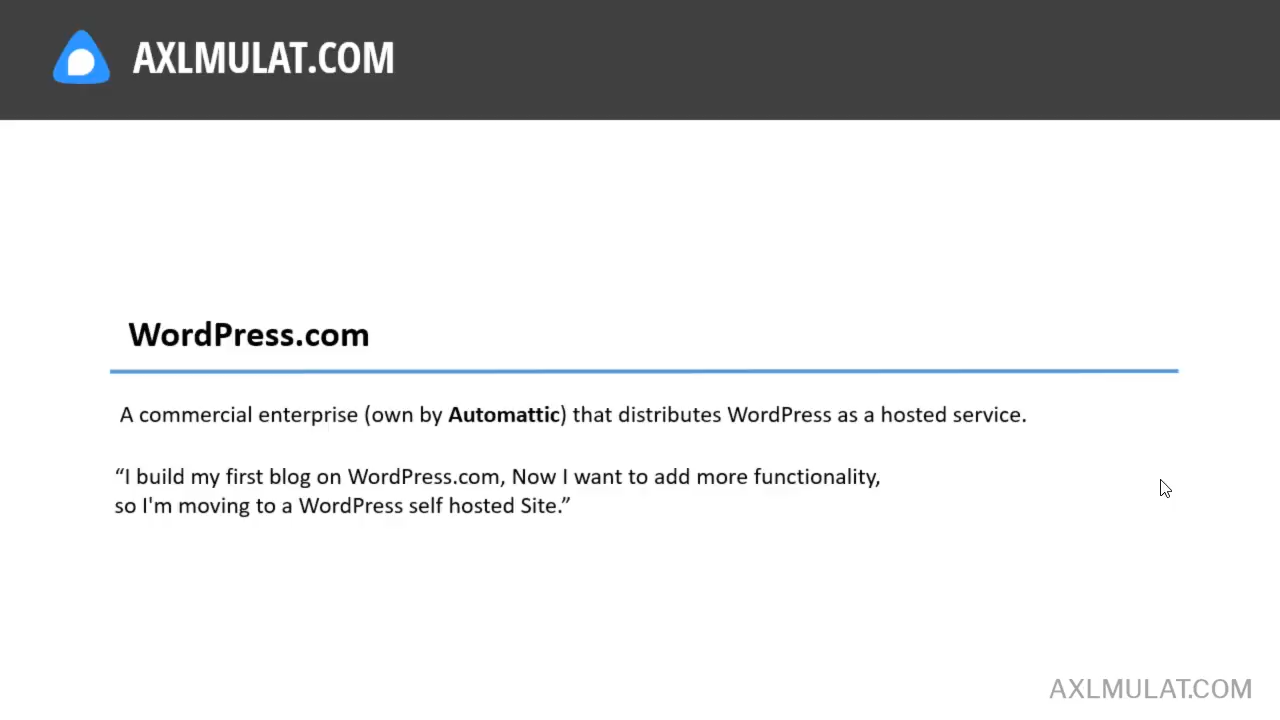 AXLMULAT.COM
WordPress.com
A commercial enterprise (own by Automattic) that distributes WordPress as a hosted service.
“I build my first blog on WordPress.com, Now I want to add more functionality,
so I'm moving to a WordPress self hosted Site.”
AXLMULAT.COM